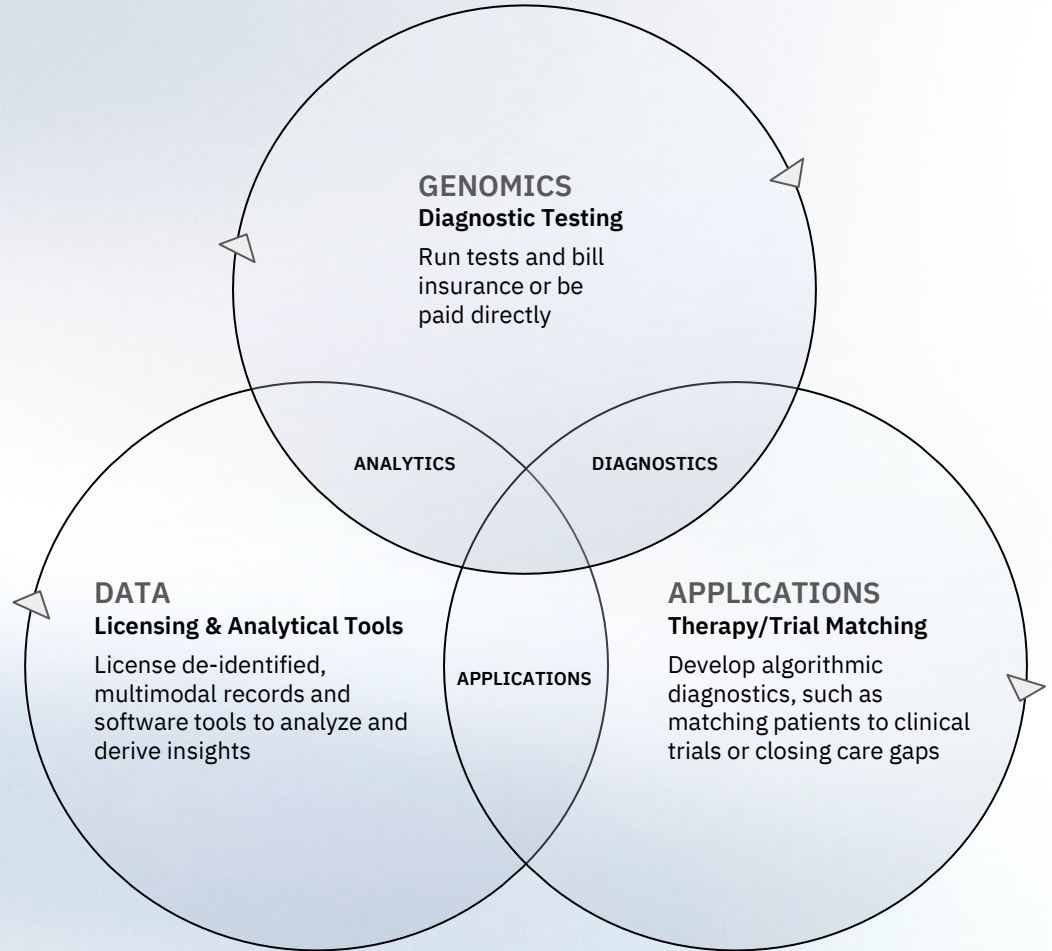 GENOMICS
Diagnostic Testing
Run tests and bill
insurance or be
paid directly
ANALYTICS
DIAGNOSTICS
DATA
Licensing & Analytical Tools
License de-identified,
multimodal records and
software tools to analyze and
derive insights
APPLICATIONS
APPLICATIONS
Therapy/Trial Matching
Develop algorithmic
diagnostics, such as
matching patients to clinical
trials or closing care gaps